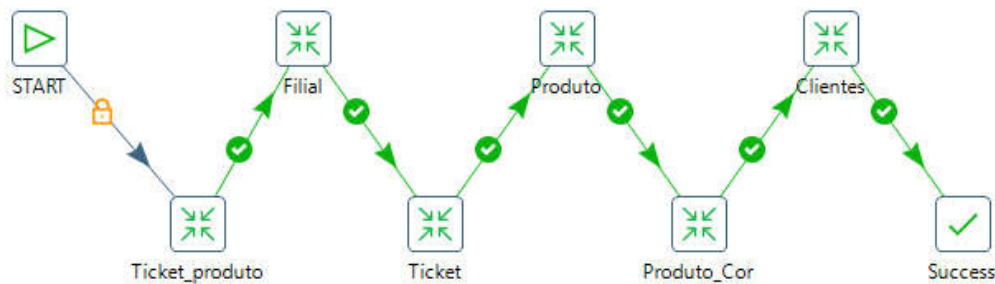 START
Filial
Produto
Clientes
Ticket_produto
Ticket
Produto_Cor
Success